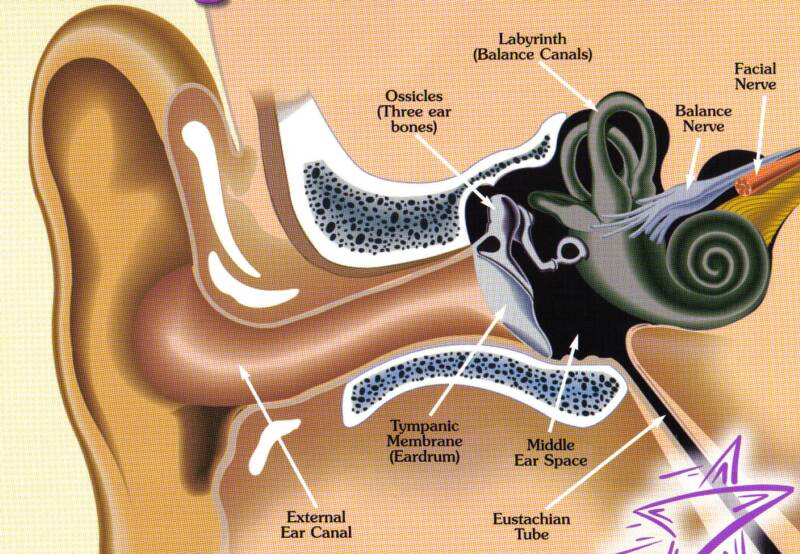 Labyrinth
(Balance Canals)
Facial
Nerve
Ossicles
(Three ear
bones)
Balance
Nerve
Tympanic
Membrane
(Eardrum)
Middle
Ear Space
External
Ear Canal
Eustachian
Tube